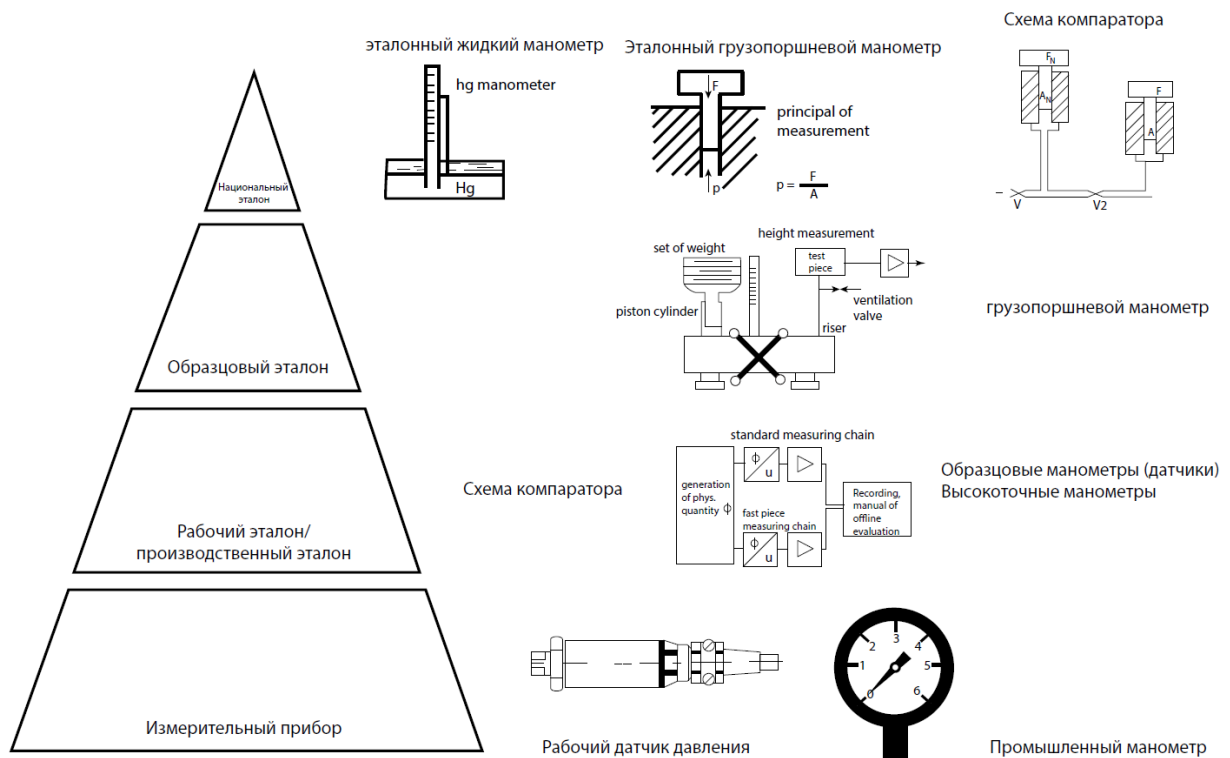 Схема компаратора
эталонный жидкий манометр
Эталонный грузопоршневой манометр
hg manometer
Hg
F
principal of
measurement
p
p = F
A
F_N
A_N
F
A
V
V2
Национальный
эталон
height measurement
set of weight
test
piece
piston cylinder
ventilation
valve
riser
грузопоршневой манометр
Образцовый эталон
standard measuring chain
ϕ
u
generation
of phys.
quantity ϕ
Recording,
manual of
offline
evaluation
fast piece
measuring chain
ϕ
u
Схема компаратора
Образцовые манометры (датчики)
Высокоточные манометры
Рабочий эталон/
производственный эталон
0
1
2
3
4
5
6
Измерительный прибор
Рабочий датчик давления
Промышленный манометр